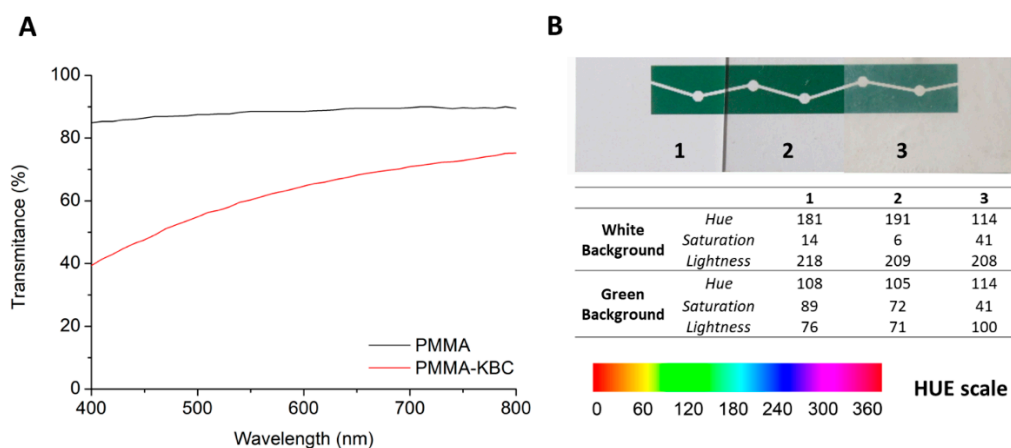 A
100
80
60
40
20
0
Transmitance (%)
PMMA
PMMA-KBC
400 500 600 700 800
Wavelength (nm)
B
1 2 3
1 2 3
White Background
Hue 181 191 114
Saturation 14 6 41
Lightness 218 209 208
Green Background
Hue 108 105 114
Saturation 89 72 41
Lightness 76 71 100
0 60 120 180 240 300 360
HUE scale